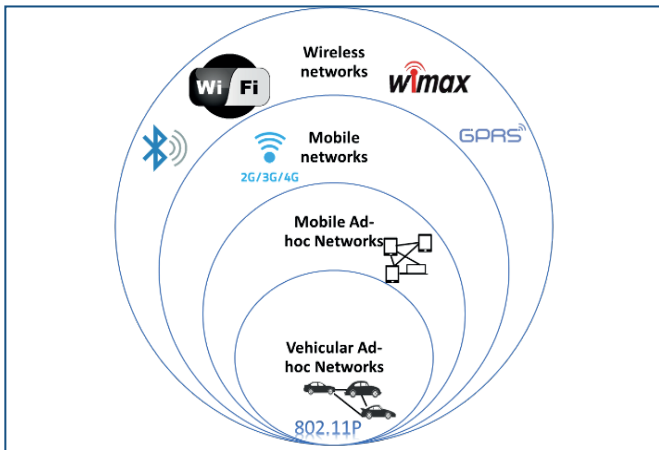 Wireless
networks
Wi Fi
wimax
Mobile
networks
GPRS
2G/3G/4G
Mobile Ad-
hoc Networks
Vehicular Ad-
hoc Networks
802.11P